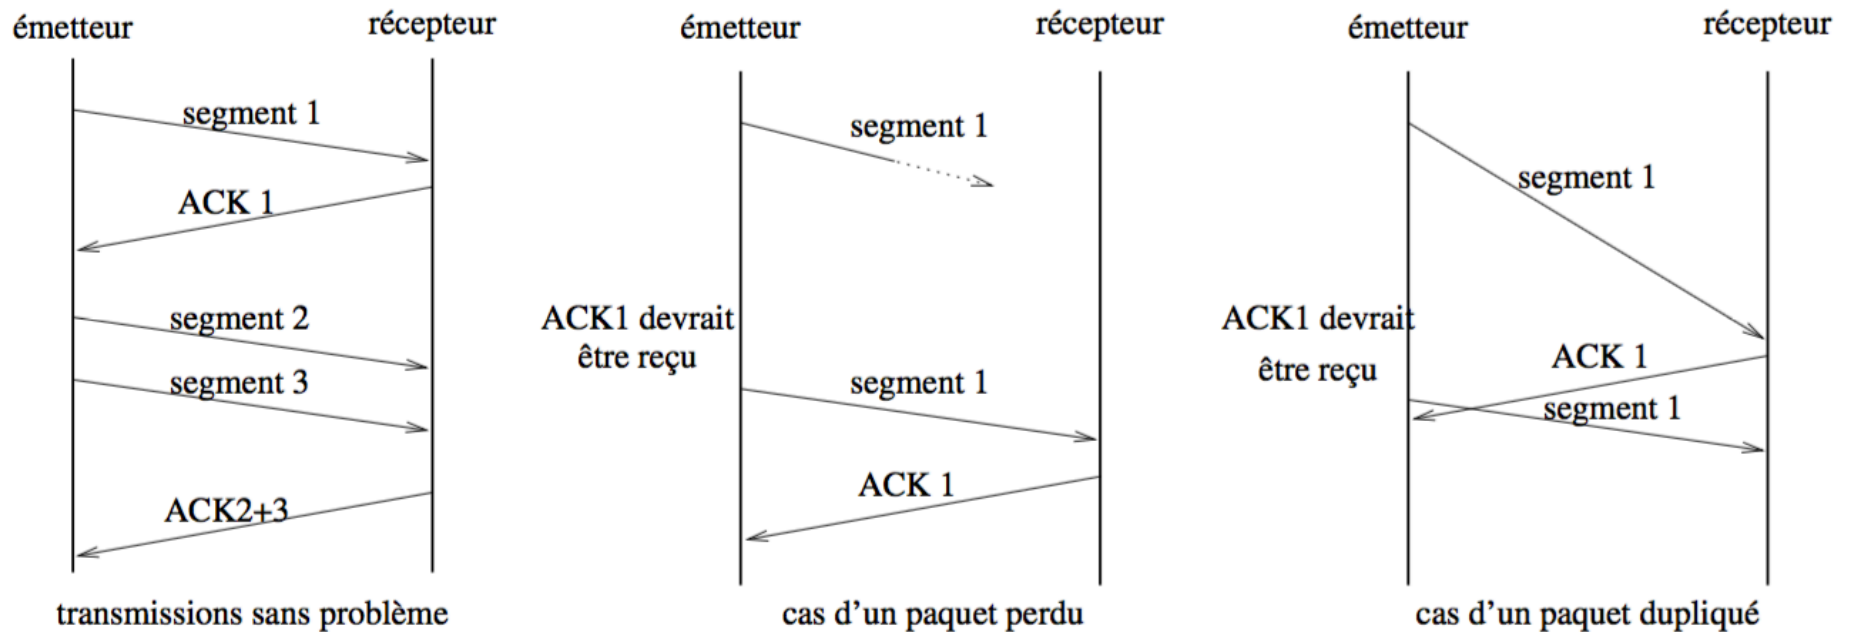 émetteur
récepteur
segment 1
ACK 1
segment 2
segment 3
ACK2+3
transmissions sans problème
émetteur
récepteur
segment 1
ACK1 devrait
être reçu
segment 1
ACK 1
cas d'un paquet perdu
émetteur
récepteur
segment 1
ACK1 devrait
être reçu
ACK 1
segment 1
cas d'un paquet dupliqué